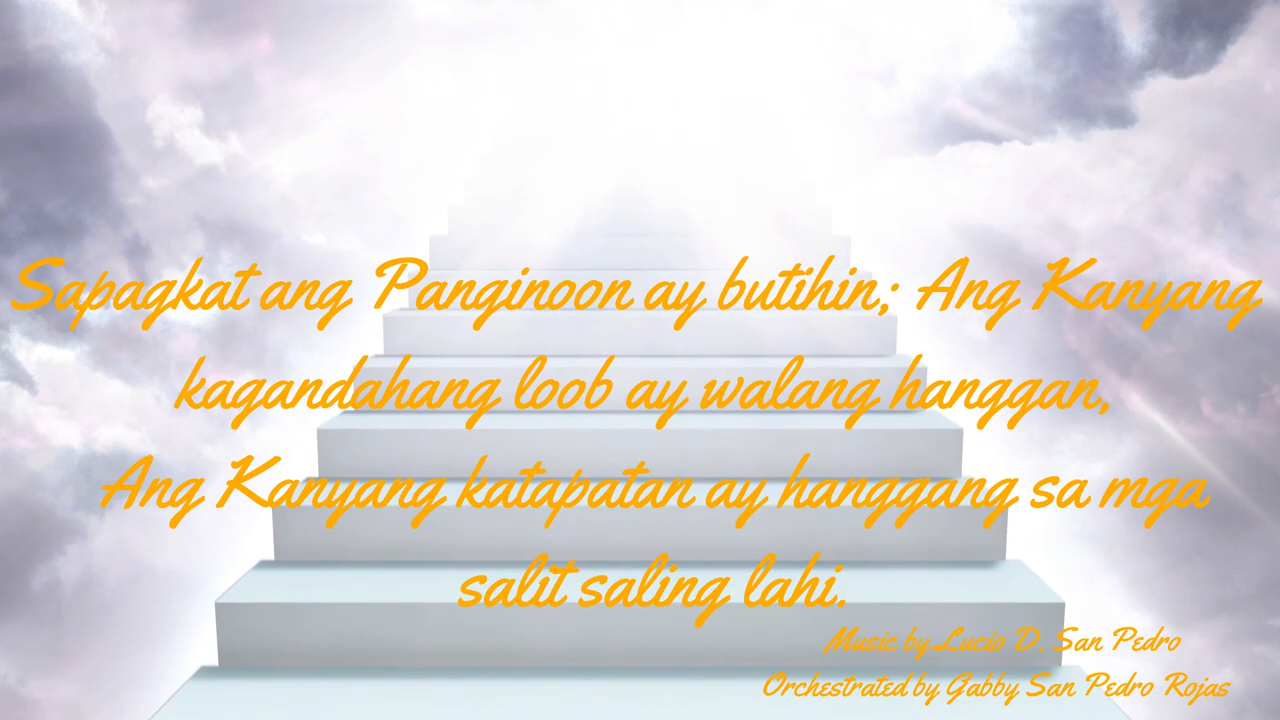 Sapagkat ang Panginoon ay butihin; Ang Kanyang
kagandahang loob ay walang hanggan,
Ang Kanyang katapatan ay hanggang sa mga
salit saling lahi.
Music by Lucio D. San Pedro
Orchestrated by Gabby San Pedro Rojas